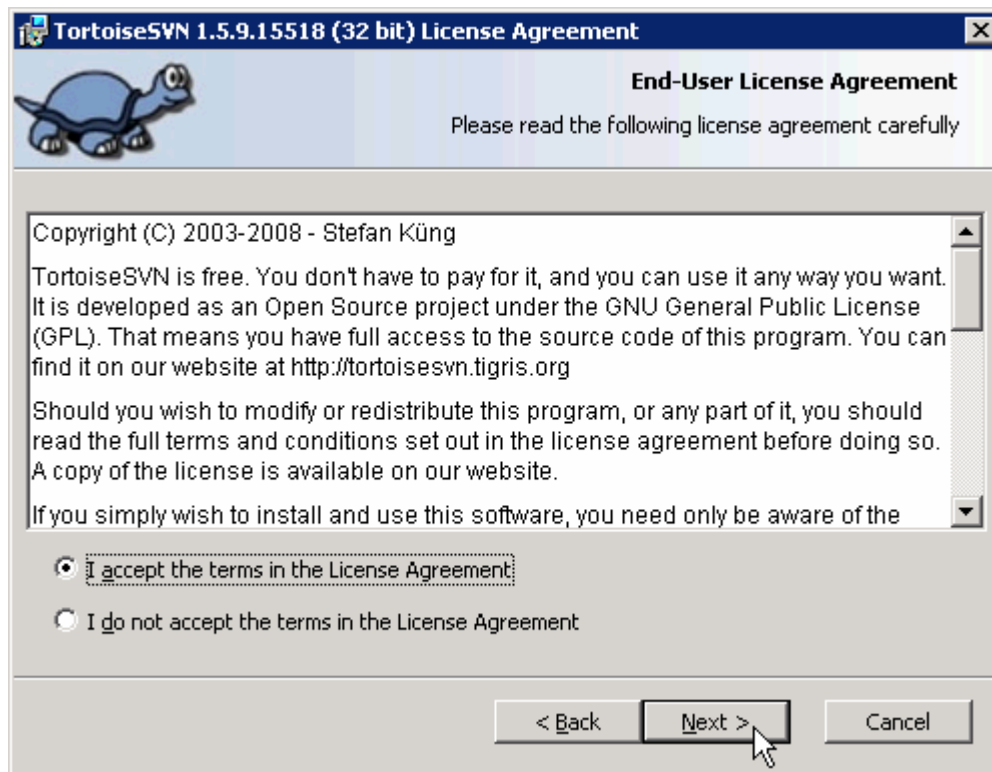 TortoiseSVN 1.5.9.15518 (32 bit) License Agreement
End-User License Agreement
Please read the following license agreement carefully
Copyright (C) 2003-2008 - Stefan Küng
TortoiseSVN is free. You don't have to pay for it, and you can use it any way you want.
It is developed as an Open Source project under the GNU General Public License
(GPL). That means you have full access to the source code of this program. You can
find it on our website at http://tortoisesvn.tigris.org
Should you wish to modify or redistribute this program, or any part of it, you should
read the full terms and conditions set out in the license agreement before doing so.
A copy of the license is available on our website.
If you simply wish to install and use this software, you need only be aware of the
I accept the terms in the License Agreement
I do not accept the terms in the License Agreement
< Back Next > Cancel